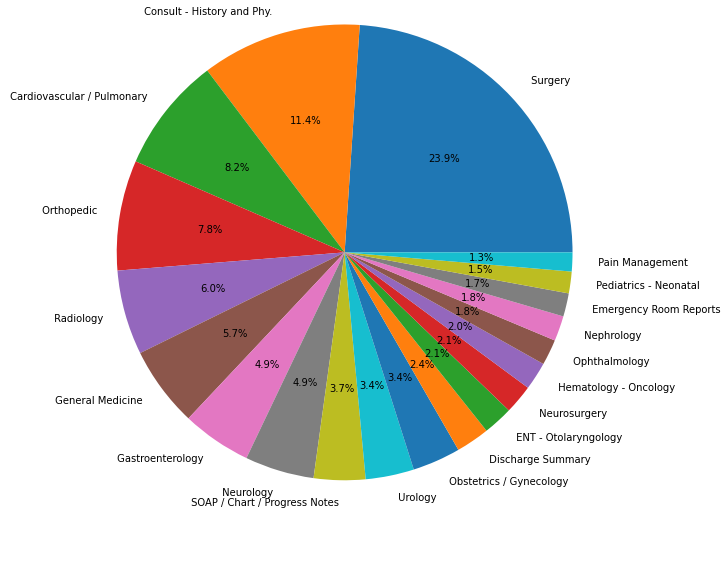 Consult - History and Phy.
Surgery
Cardiovascular / Pulmonary
11.4%
23.9%
8.2%
Orthopedic
7.8%
1.3%
Pain Management
1.5%
Pediatrics - Neonatal
6.0%
1.7%
Emergency Room Reports
1.8%
Radiology
1.8%
Nephrology
5.7%
2.0%
2.1%
Ophthalmology
2.1%
4.9%
2.4%
3.4%
4.9%
3.4%
3.7%
Hematology - Oncology
General Medicine
Neurosurgery
ENT - Otolaryngology
Gastroenterology
Discharge Summary
Obstetrics / Gynecology
Neurology
Urology
SOAP / Chart / Progress Notes